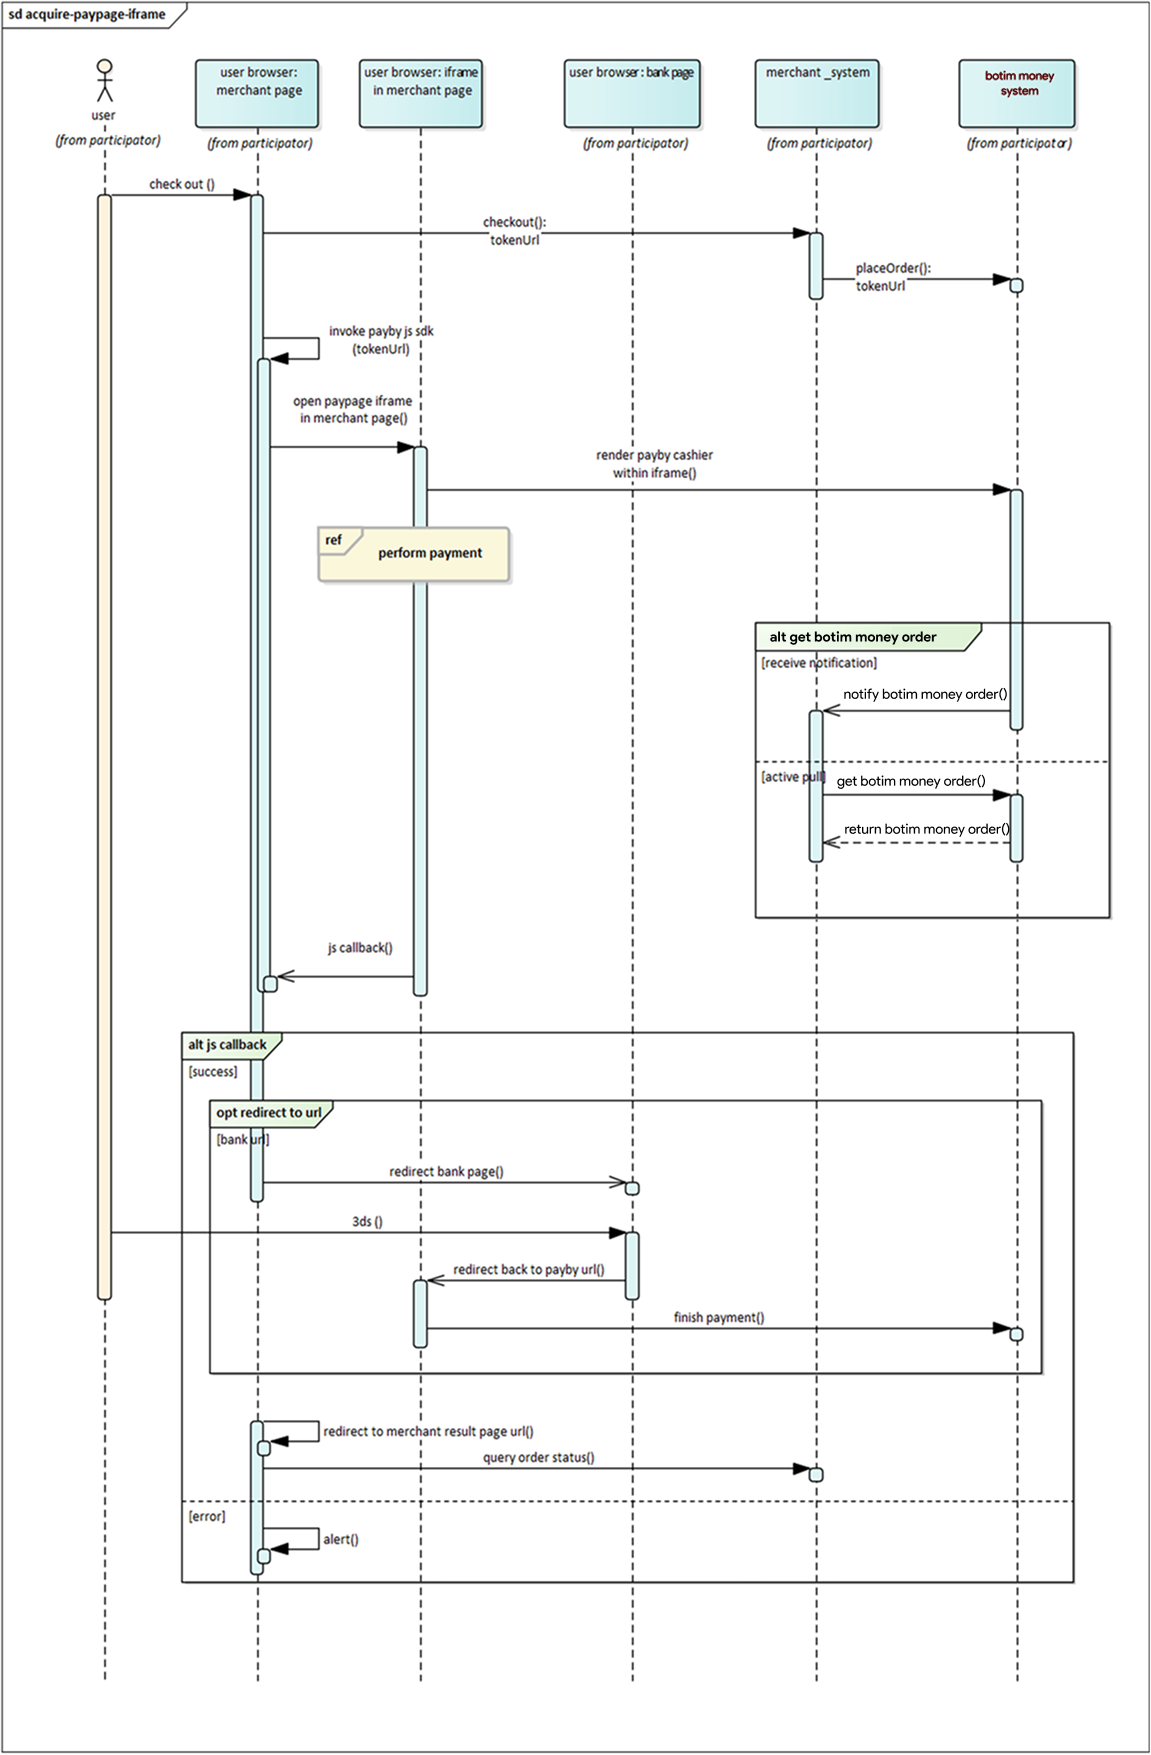 sd acquire-paypage-iframe
user
(from participator)
user browser:
merchant page
(from participator)
user browser: iframe
in merchant page
user browser: bank page
(from participator)
merchant _system
(from participator)
botim money
system
(from participator)
check out ()
checkout():
tokenUrl
placeOrder():
tokenUrl
invoke payby js sdk
(tokenUrl)
open paypage iframe
in merchant page()
render payby cashier
within iframe()
ref
perform payment
alt get botim money order
[receive notification]
notify botim money order()
[active pull]
get botim money order()
return botim money order()
js callback()
alt js callback
[success]
opt redirect to url
[bank url]
redirect bank page()
3ds ()
redirect back to payby url()
finish payment()
redirect to merchant result page url()
query order status()
[error]
alert()